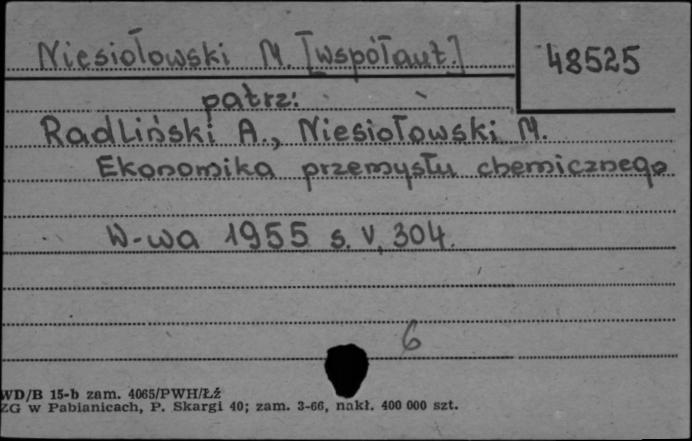 Niesiołowski M. [współaut.]
48525
patrz:
Radliński A., Niesiołowski M.
Ekonomika przemysłu chemicznego
W-wa 1955 s. V, 304.
6
WD/B 15-b zam. 4065/PWH/Łź
ZG w Pabianicach, P. Skargi 40; zam. 3-66, nakł. 400 000 szt.